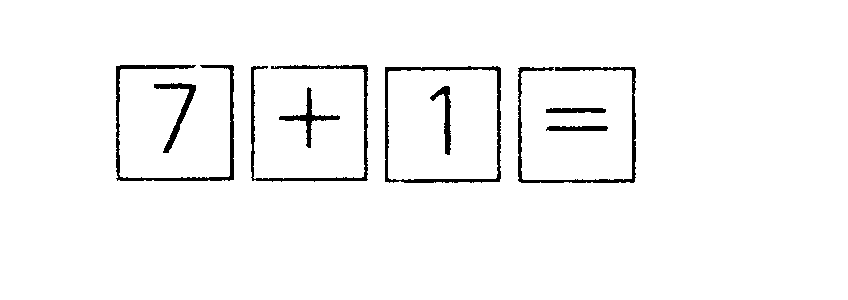 7 + 1 =